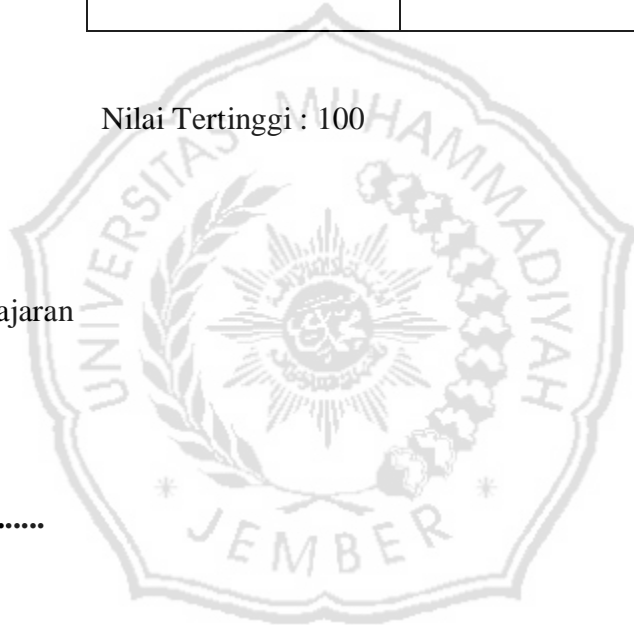 Nilai Tertinggi : 100
UNIVERSITAS MUHAMMADIYAH
ajaran
.......
* JEMBER *